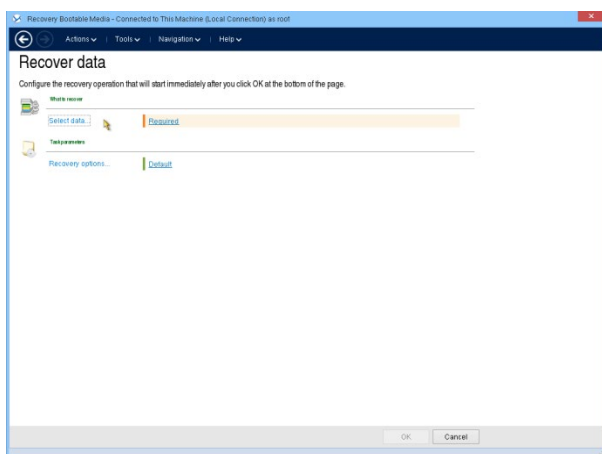 Recovery Bootable Media - Connected to This Machine (Local Connection) as root
Actions | Tools | Navigation | Help
Recover data
Configure the recovery operation that will start immediately after you click OK at the bottom of the page.
What to recover
Select data... Required
Task parameters
Recovery options... Default
OK Cancel